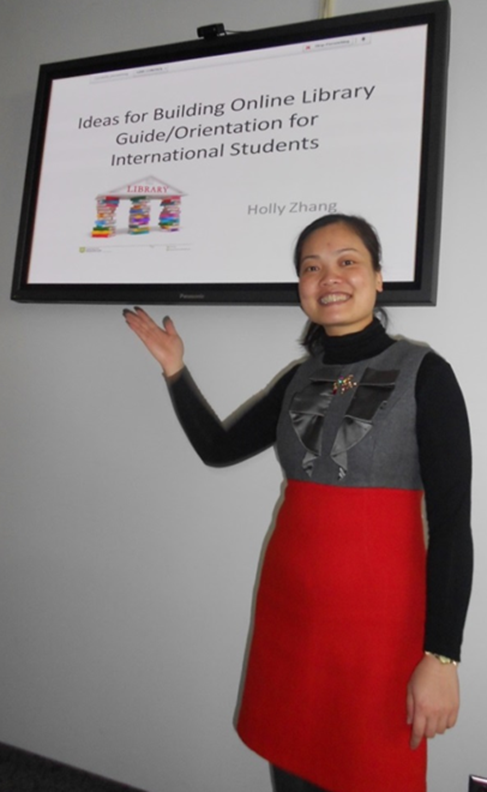 Ideas for Building Online Library
Guide/Orientation for
International Students
LIBRARY
Holly Zhang
Panasonic